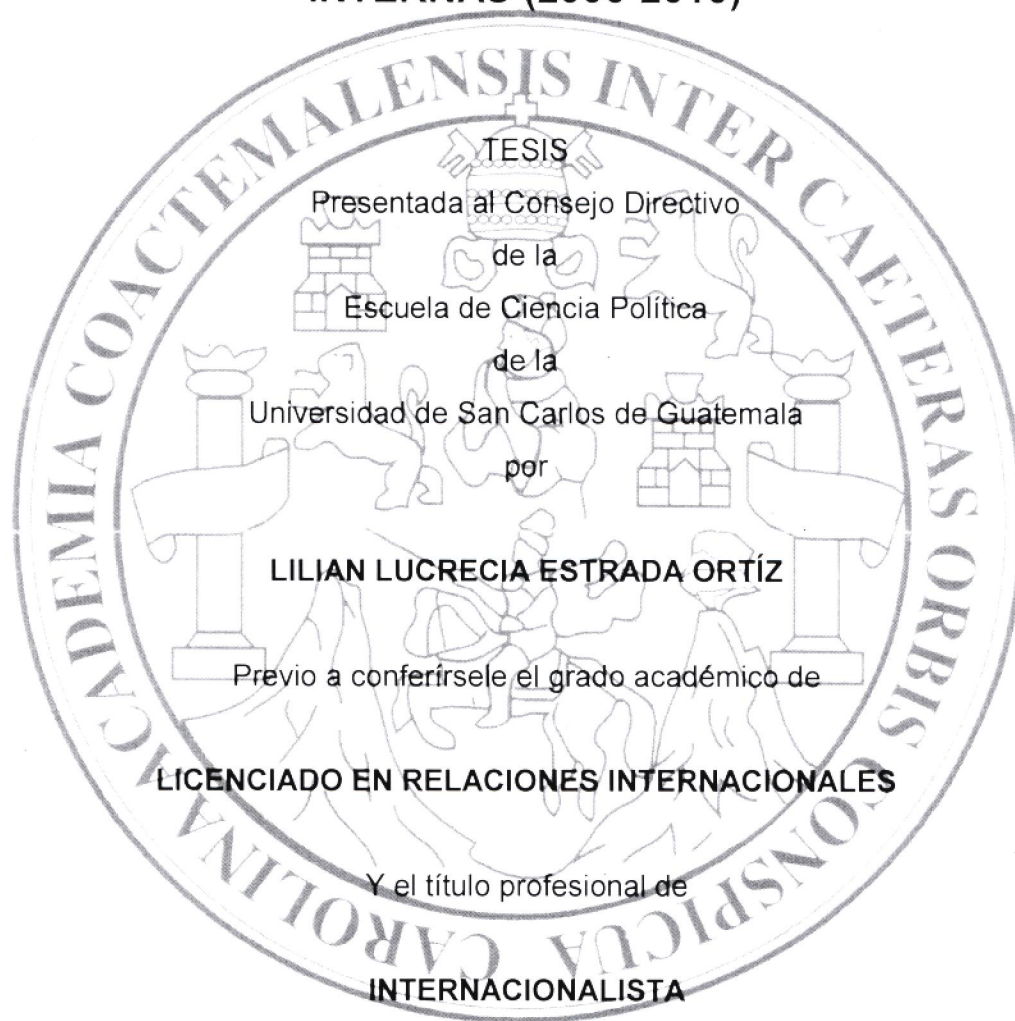 TESIS
Presentada al Consejo Directivo
de la
Escuela de Ciencia Política
de la
Universidad de San Carlos de Guatemala
por
LILIAN LUCRECIA ESTRADA ORTÍZ
Previo a conferírsele el grado académico de
LICENCIADO EN RELACIONES INTERNACIONALES
Y el título profesional de
INTERNACIONALISTA
CAROLINA ACADEMIA COACTEMALENSIS INTER CAETERAS ORBIS CONSPICUA